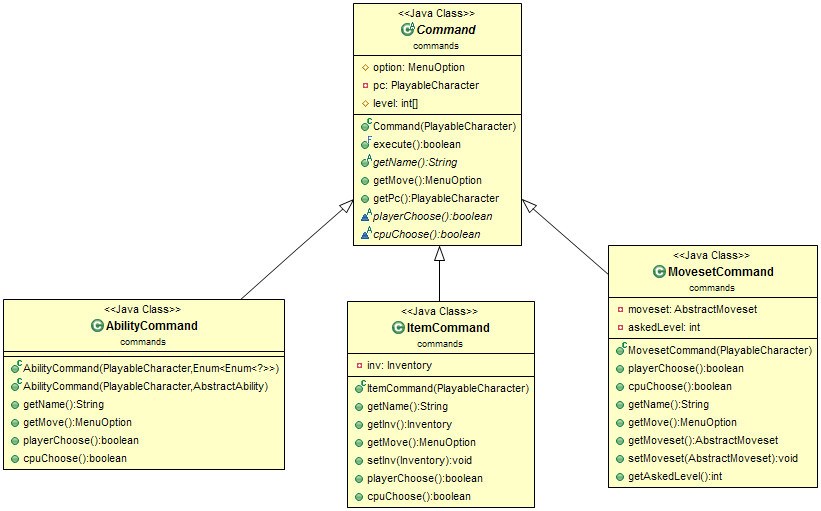 <<Java Class>>
Command
commands
option: MenuOption
pc: PlayableCharacter
level: int[]
Command(PlayableCharacter)
execute():boolean
getName():String
getMove():MenuOption
getPc():PlayableCharacter
playerChoose():boolean
cpuChoose():boolean
<<Java Class>>
AbilityCommand
commands
AbilityCommand(PlayableCharacter,Enum<Enum<?>>)
AbilityCommand(PlayableCharacter,AbstractAbility)
getName():String
getMove():MenuOption
playerChoose():boolean
cpuChoose():boolean
<<Java Class>>
ItemCommand
commands
inv: Inventory
ItemCommand(PlayableCharacter)
getName():String
getInv():Inventory
getMove():MenuOption
setInv(Inventory):void
playerChoose():boolean
cpuChoose():boolean
<<Java Class>>
MovesetCommand
commands
moveset: AbstractMoveset
askedLevel: int
MovesetCommand(PlayableCharacter)
playerChoose():boolean
cpuChoose():boolean
getName():String
getMove():MenuOption
getMoveset():AbstractMoveset
setMoveset(AbstractMoveset):void
getAskedLevel():int